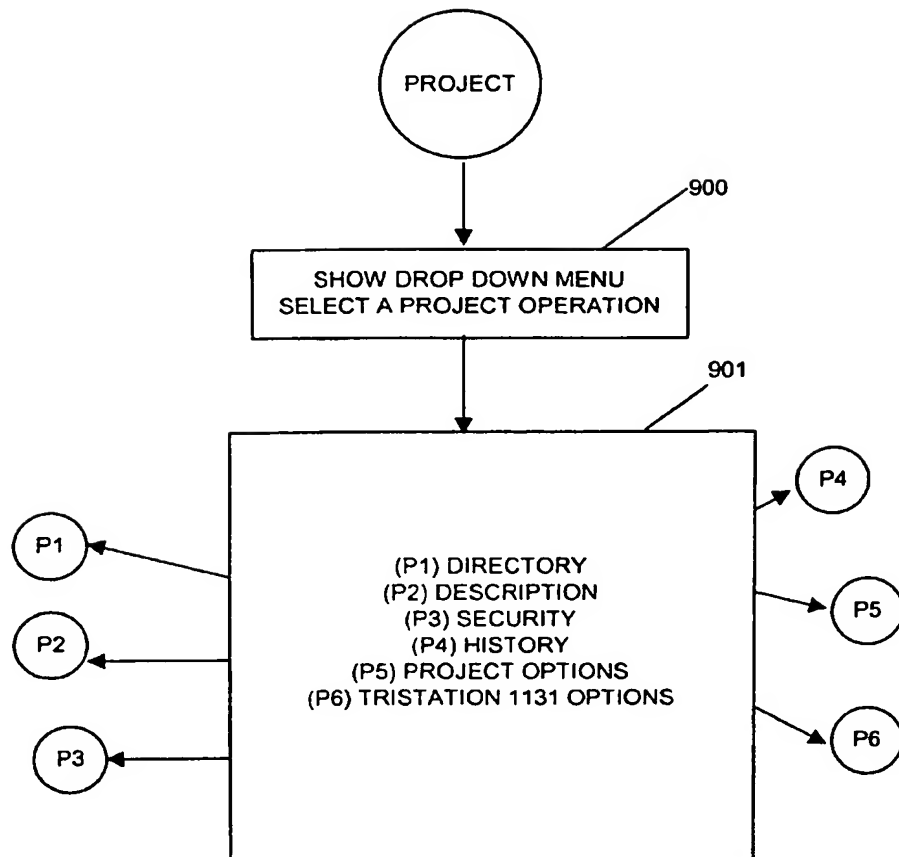 PROJECT
900
SHOW DROP DOWN MENU
SELECT A PROJECT OPERATION
901
P4
P1
(P1) DIRECTORY
(P2) DESCRIPTION
(P3) SECURITY
(P4) HISTORY
(P5) PROJECT OPTIONS
(P6) TRISTATION 1131 OPTIONS
P5
P2
P6
P3